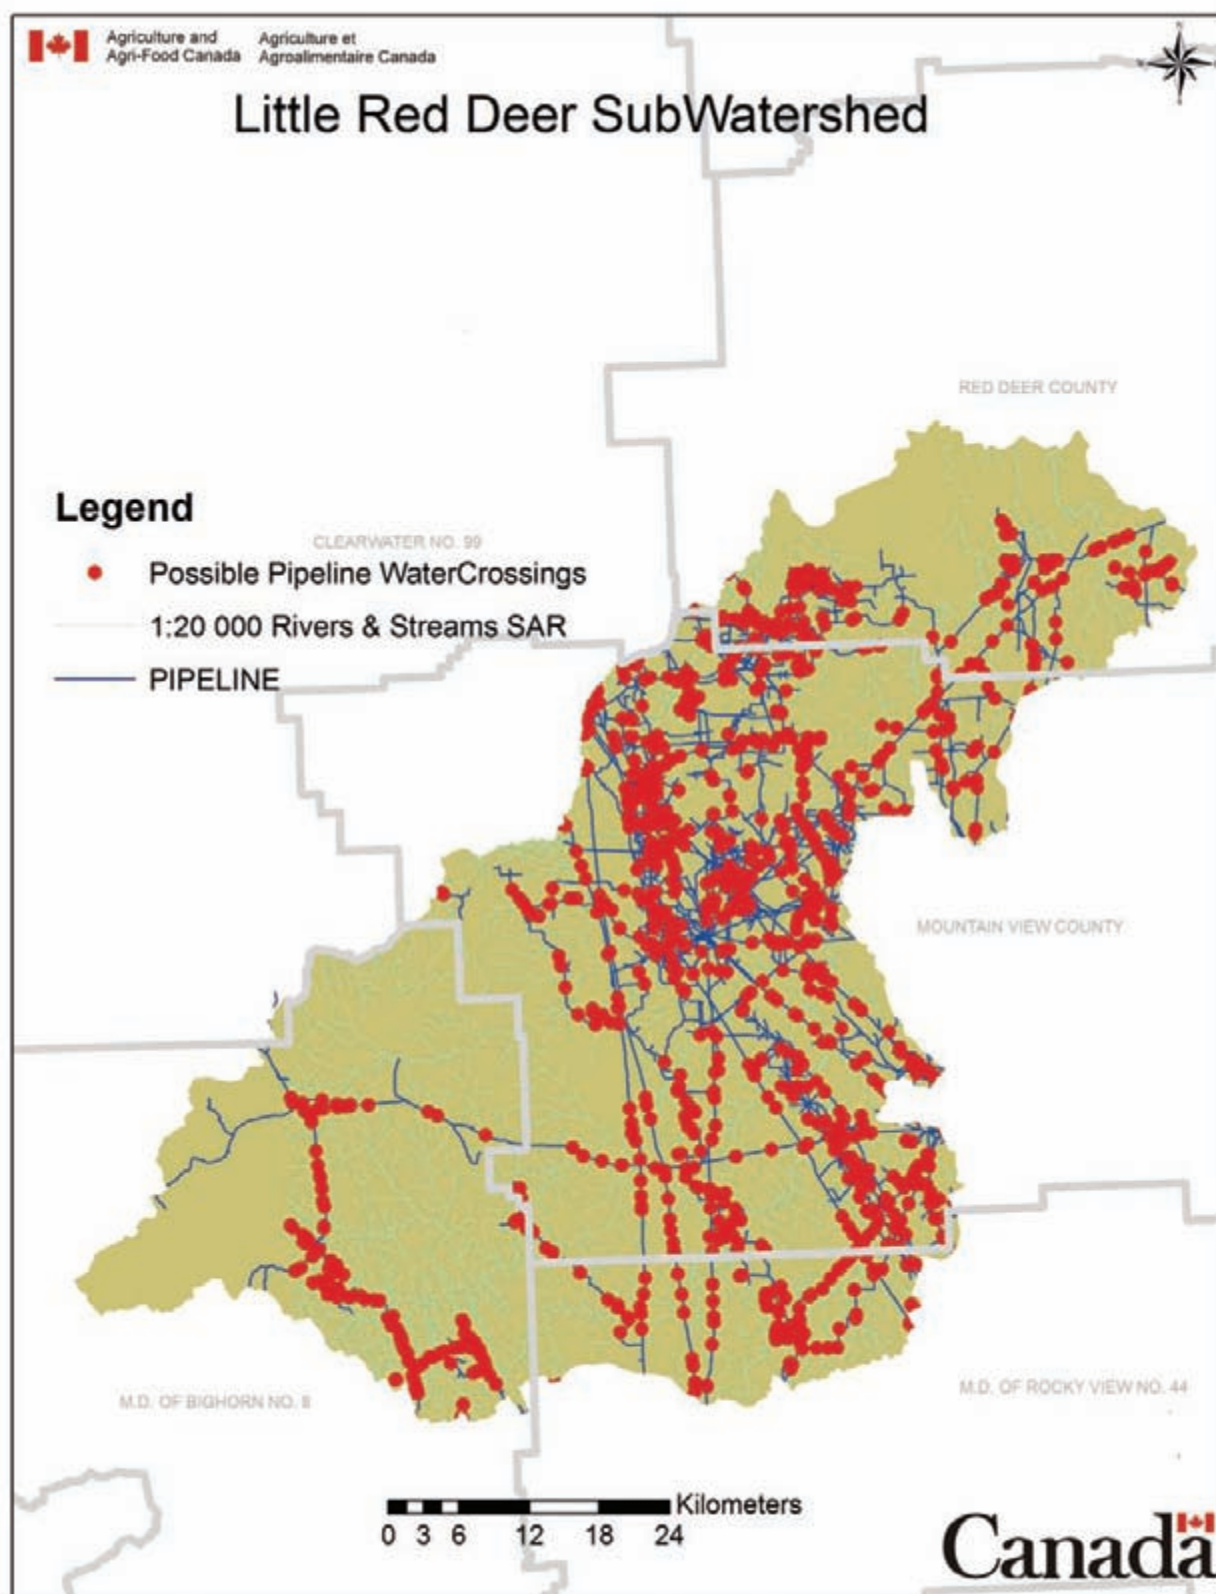 Agriculture and
Agri-Food Canada
Agriculture et
Agroalimentaire Canada
Little Red Deer SubWatershed
RED DEER COUNTY
Legend
CLEARWATER NO. 99
Possible Pipeline WaterCrossings
1:20 000 Rivers & Streams SAR
PIPELINE
MOUNTAIN VIEW COUNTY
M.D. OF BIGHORN NO. 8
M.D. OF ROCKY VIEW NO. 44
Kilometers
0 3 6 12 18 24
Canada